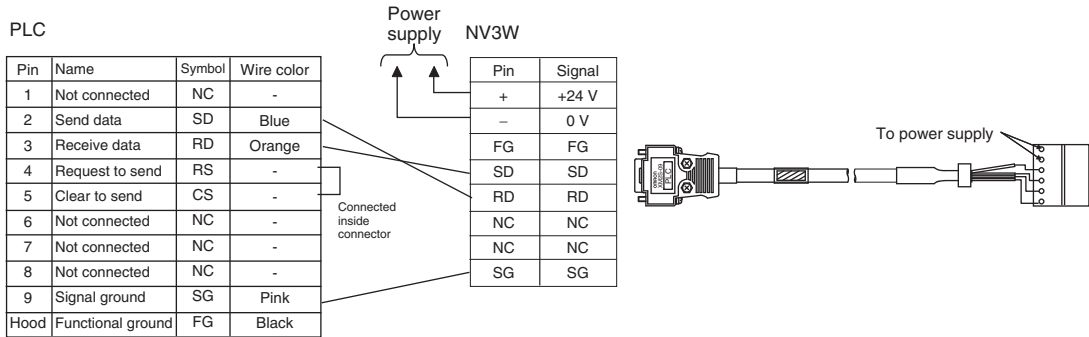 PLC
Pin Name Symbol Wire color
1 Not connected NC -
2 Send data SD Blue
3 Receive data RD Orange
4 Request to send RS -
5 Clear to send CS -
6 Not connected NC -
7 Not connected NC -
8 Not connected NC -
9 Signal ground SG Pink
Hood Functional ground FG Black
Connected
inside
connector
Power
supply
NV3W
Pin Signal
+ +24 V
− 0 V
FG FG
SD SD
RD RD
NC NC
NC NC
SG SG
PLC
To power supply